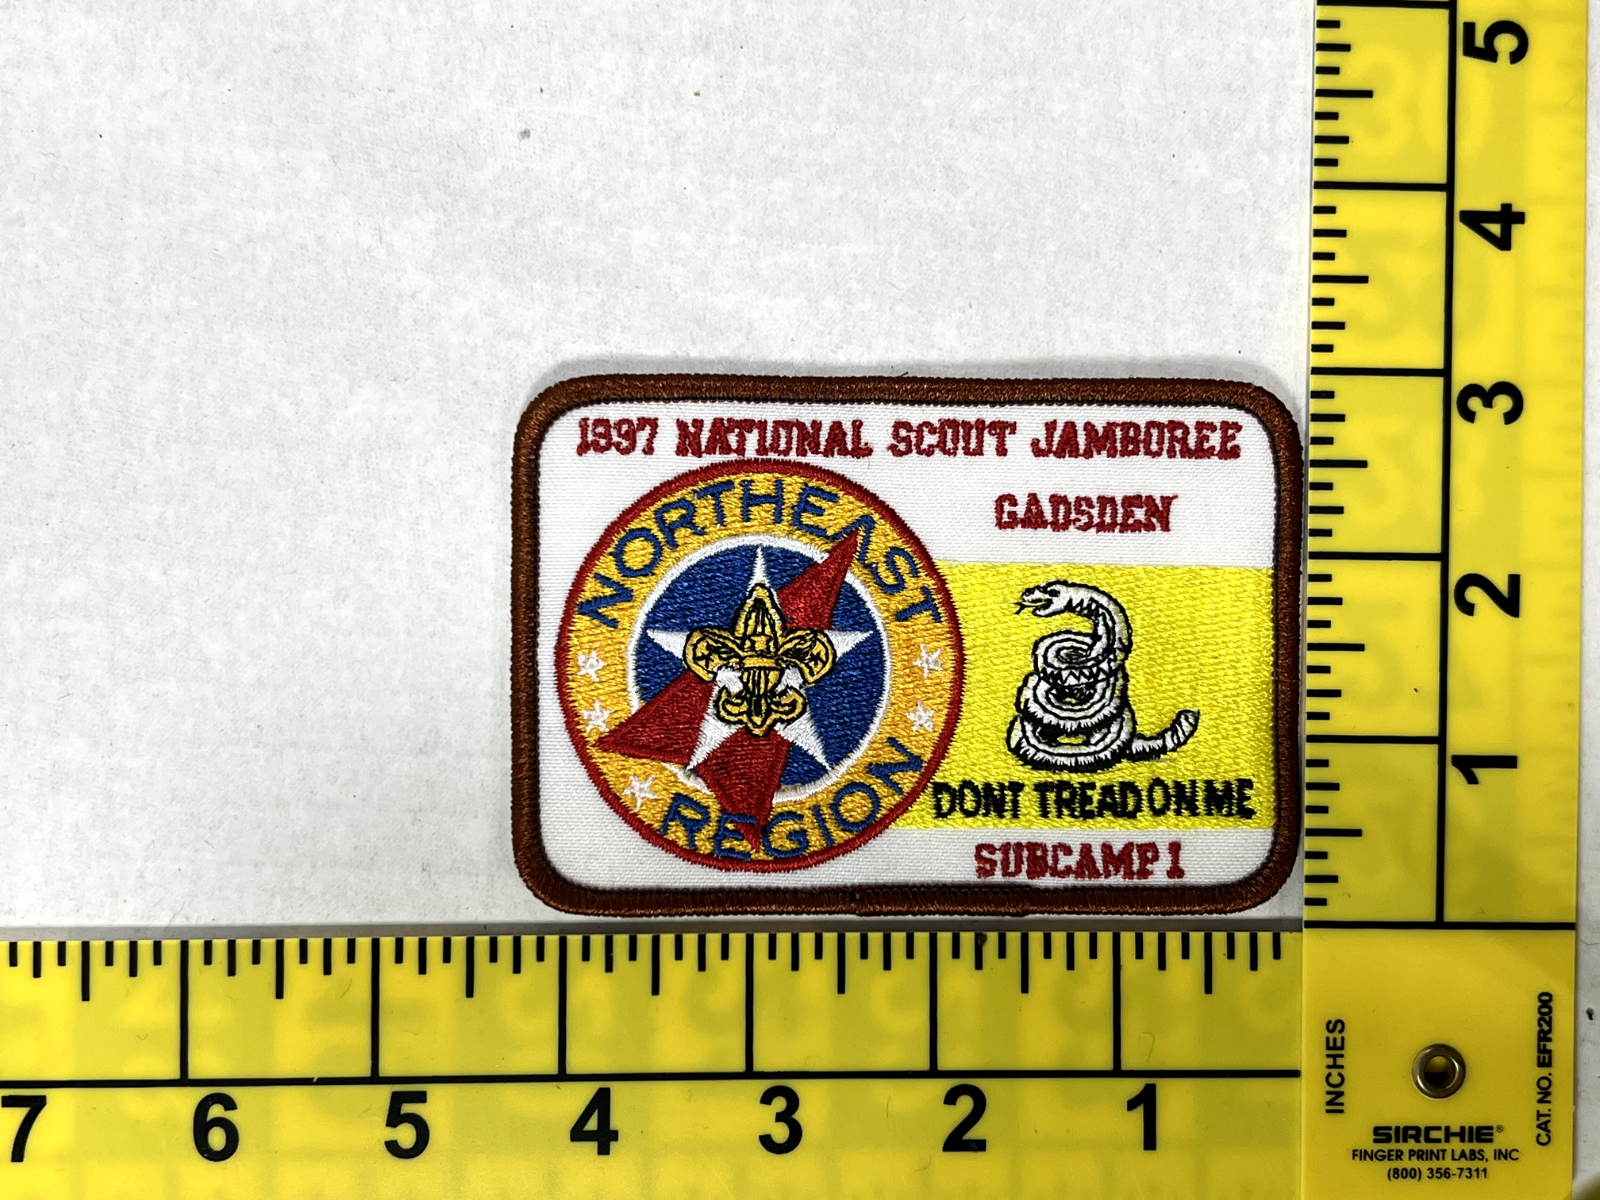 1997 NATIONAL SCOUT JAMBOREE
GADSDEN
NORTHEAST
REGION
DONT TREAD ON ME
SUBCAMP 1
5
4
3
2
1
7 6 5 4 3 2 1
INCHES
SIRCHIE®
FINGER PRINT LABS, INC
(800) 356-7311
CAT. NO. EFR200